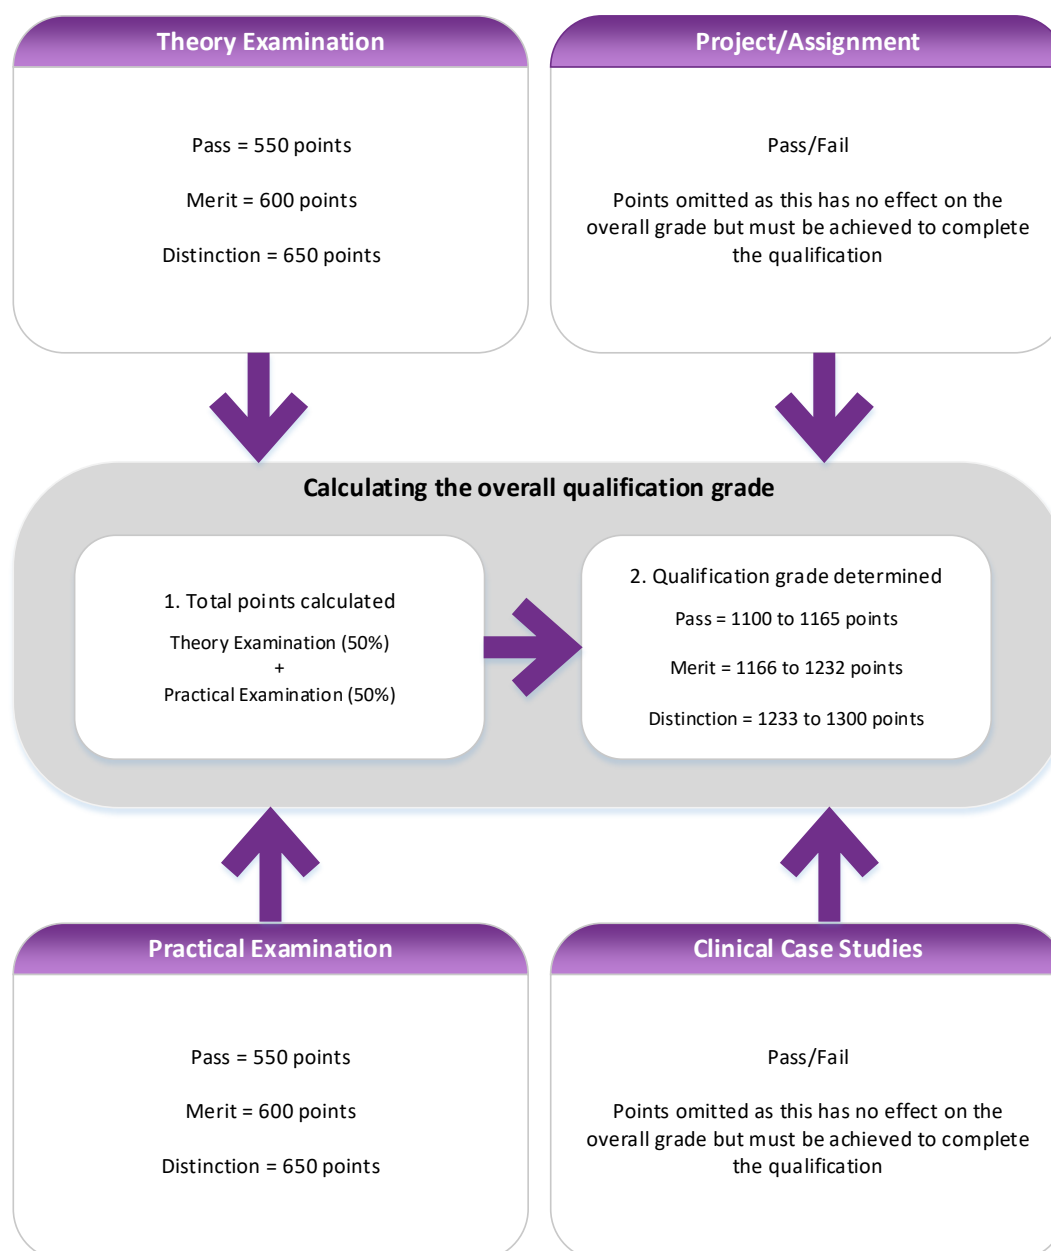 Theory Examination
Pass = 550 points
Merit = 600 points
Distinction = 650 points
Project/Assignment
Pass/Fail
Points omitted as this has no effect on the
overall grade but must be achieved to complete
the qualification
Calculating the overall qualification grade
1. Total points calculated
Theory Examination (50%)
+
Practical Examination (50%)
2. Qualification grade determined
Pass = 1100 to 1165 points
Merit = 1166 to 1232 points
Distinction = 1233 to 1300 points
Practical Examination
Pass = 550 points
Merit = 600 points
Distinction = 650 points
Clinical Case Studies
Pass/Fail
Points omitted as this has no effect on the
overall grade but must be achieved to complete
the qualification